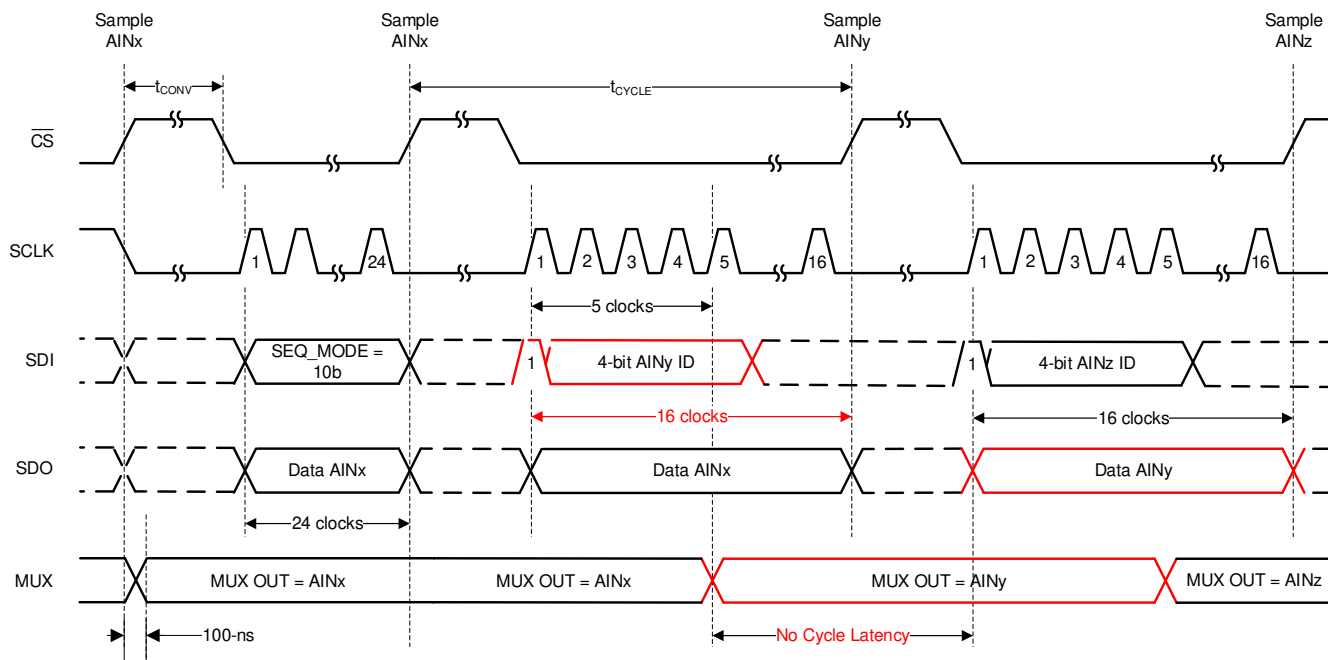 Sample
AINx
Sample
AINx
Sample
AINy
Sample
AINz
tCONV
tCYCLE
CS
SCLK
1
24
1
2
3
4
5
16
1
2
3
4
5
16
5 clocks
SDI
SEQ_MODE =
10b
1
4-bit AINy ID
1
4-bit AINz ID
16 clocks
16 clocks
SDO
Data AINx
Data AINx
Data AINy
24 clocks
MUX
MUX OUT = AINx
MUX OUT = AINx
MUX OUT = AINy
MUX OUT = AINz
100-ns
No Cycle Latency